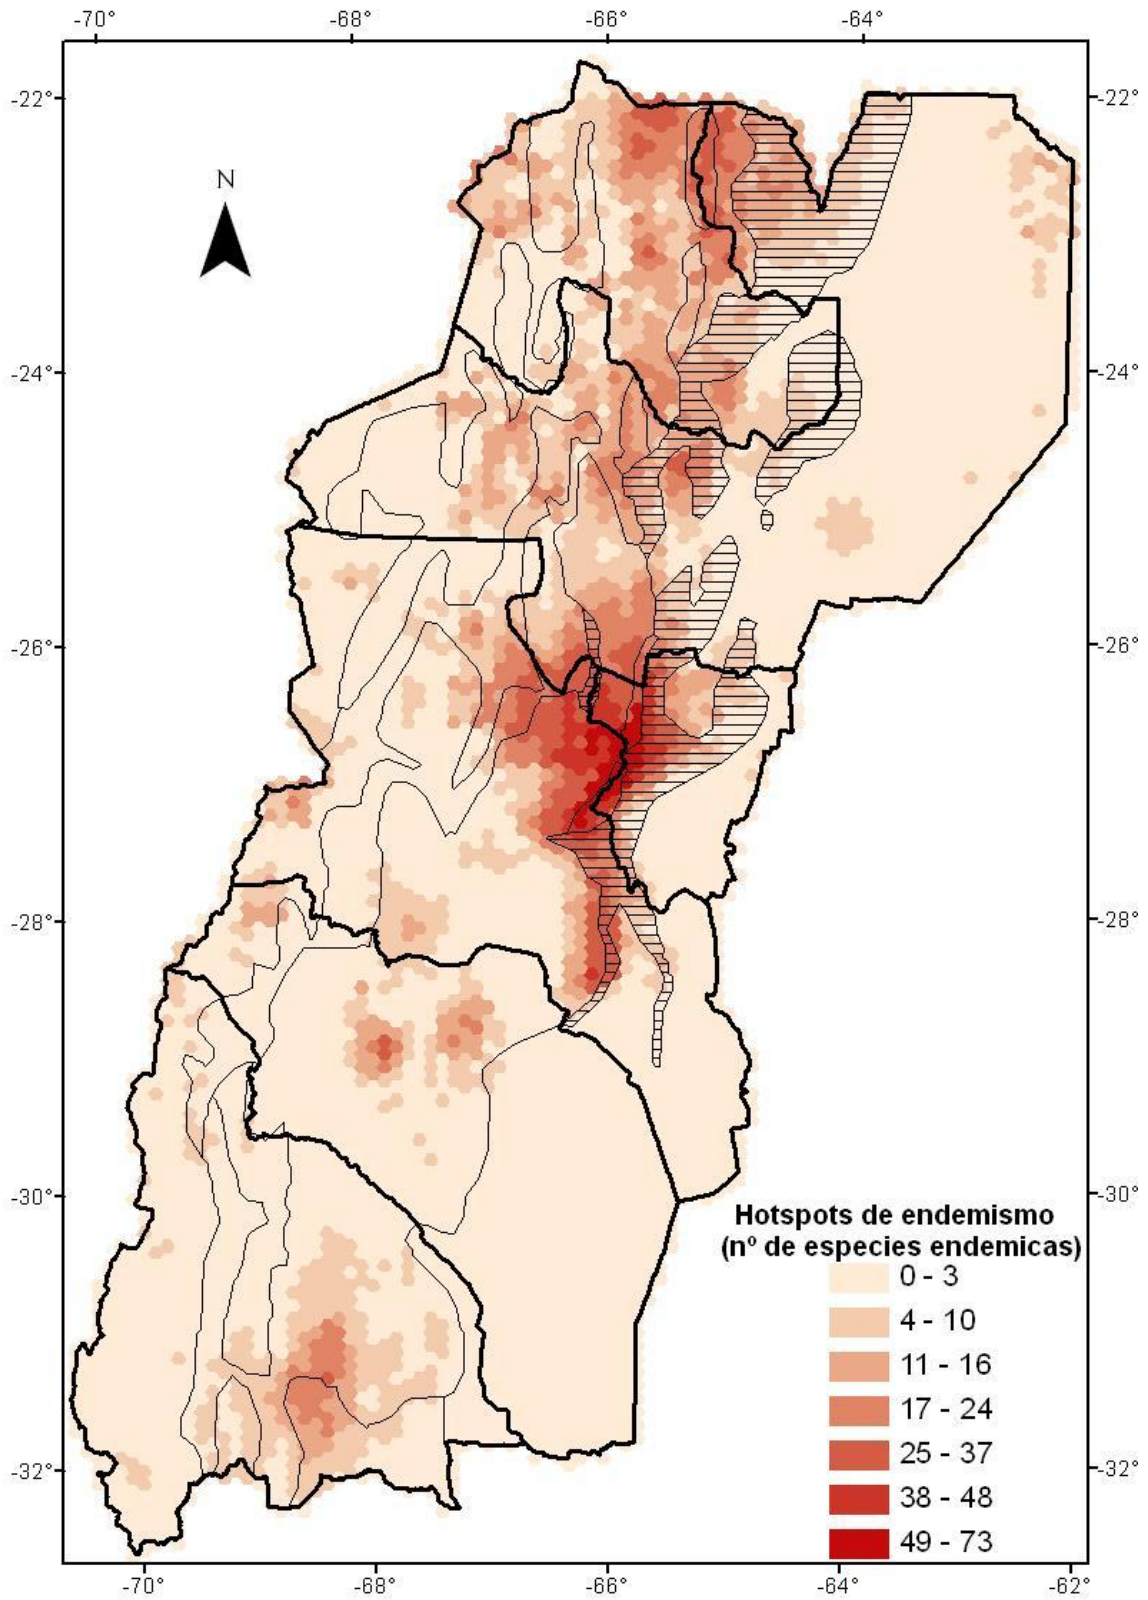 -70° -68° -66° -64°
-22° -22°
N
-24° -24°
-26° -26°
-28° -28°
-30° -30°
Hotspots de endemismo
(nº de especies endemicas)
0 - 3
4 - 10
11 - 16
17 - 24
25 - 37
-32° -32°
38 - 48
49 - 73
-70° -68° -66° -64° -62°